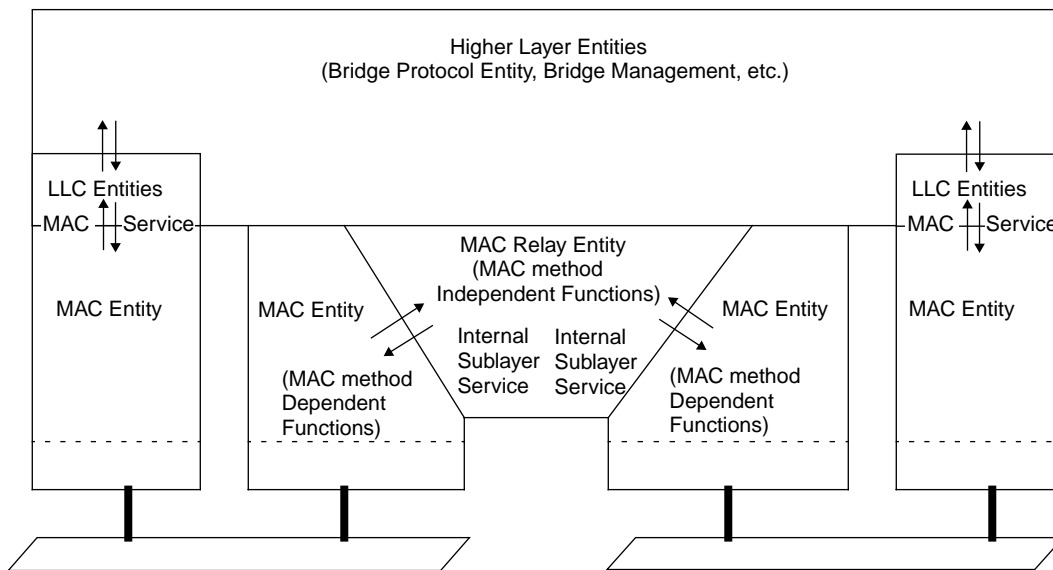 Higher Layer Entities
(Bridge Protocol Entity, Bridge Management, etc.)
LLC Entities
MAC Service
MAC Entity
MAC Entity
(MAC method
Dependent
Functions)
MAC Relay Entity
(MAC method
Independent Functions)
Internal
Sublayer
Service
Internal
Sublayer
Service
MAC Entity
(MAC method
Dependent
Functions)
LLC Entities
MAC Service
MAC Entity